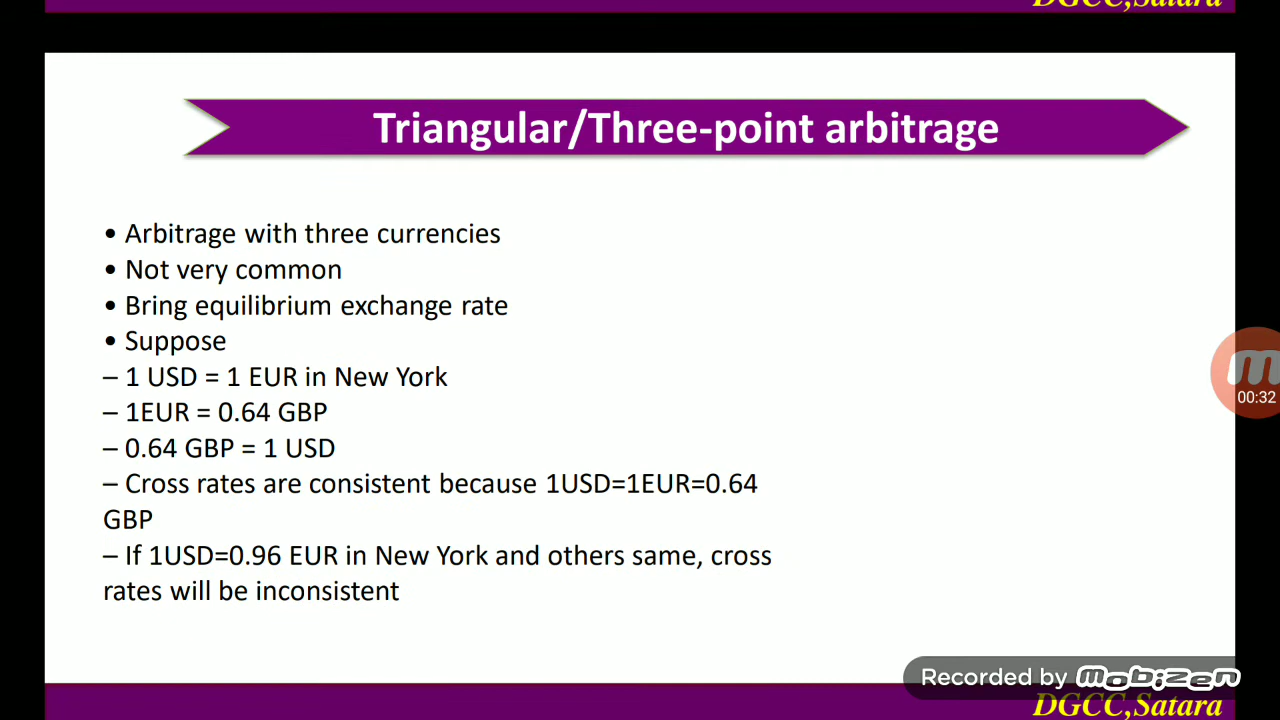 DGCC,Satara
Triangular/Three-point arbitrage
• Arbitrage with three currencies
• Not very common
• Bring equilibrium exchange rate
• Suppose
– 1 USD = 1 EUR in New York
– 1EUR = 0.64 GBP
– 0.64 GBP = 1 USD
– Cross rates are consistent because 1USD=1EUR=0.64
GBP
– If 1USD=0.96 EUR in New York and others same, cross
rates will be inconsistent
00:32
Recorded by Mobizen
DGCC,Satara